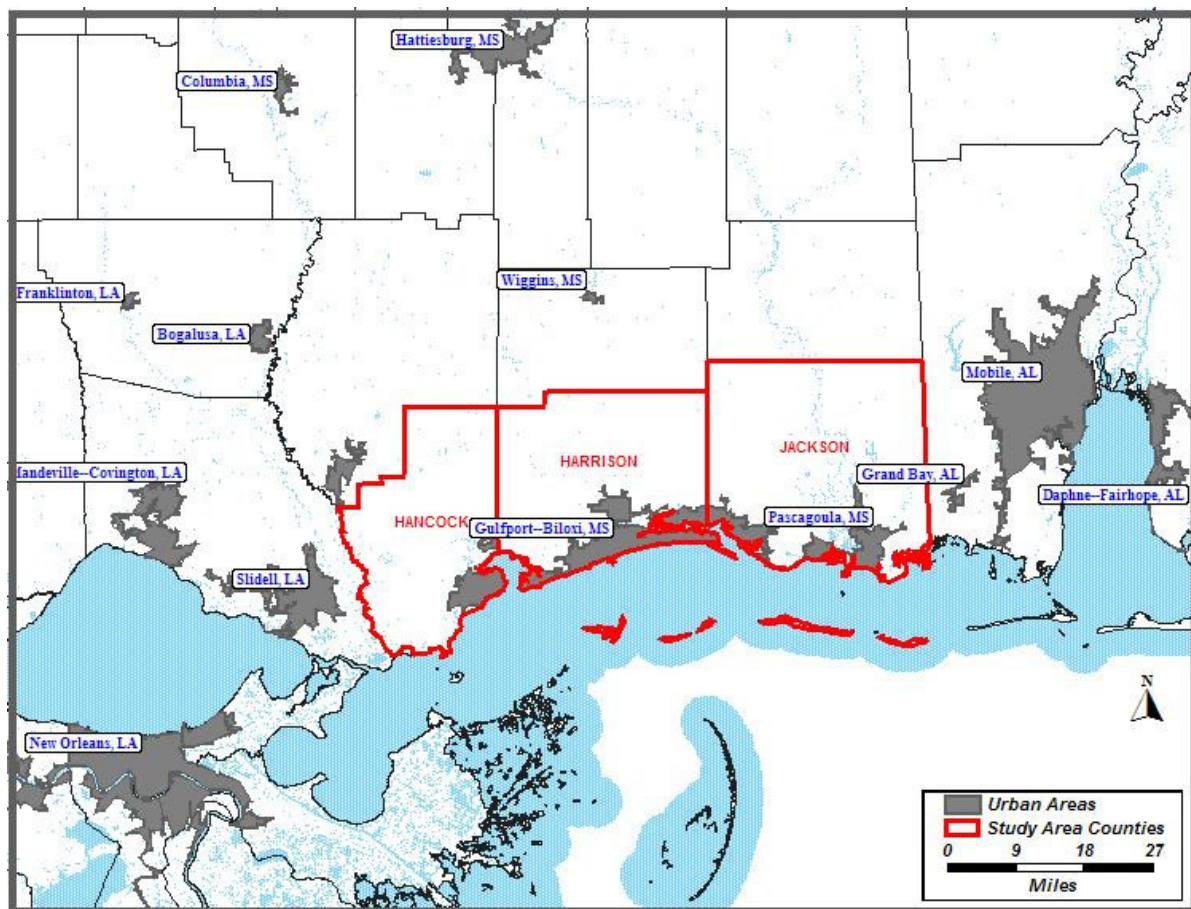 Hattiesburg, MS
Columbia, MS
Wiggins, MS
Franklinton, LA
Bogalusa, LA
Mobile, AL
JACKSON
HARRISON
Mandeville--Covington, LA
Grand Bay, AL
Daphne--Fairhope, AL
HANCOCK
Gulfport--Biloxi, MS
Pascagoula, MS
Slidell, LA
N
New Orleans, LA
Urban Areas
Study Area Counties
0 9 18 27
Miles